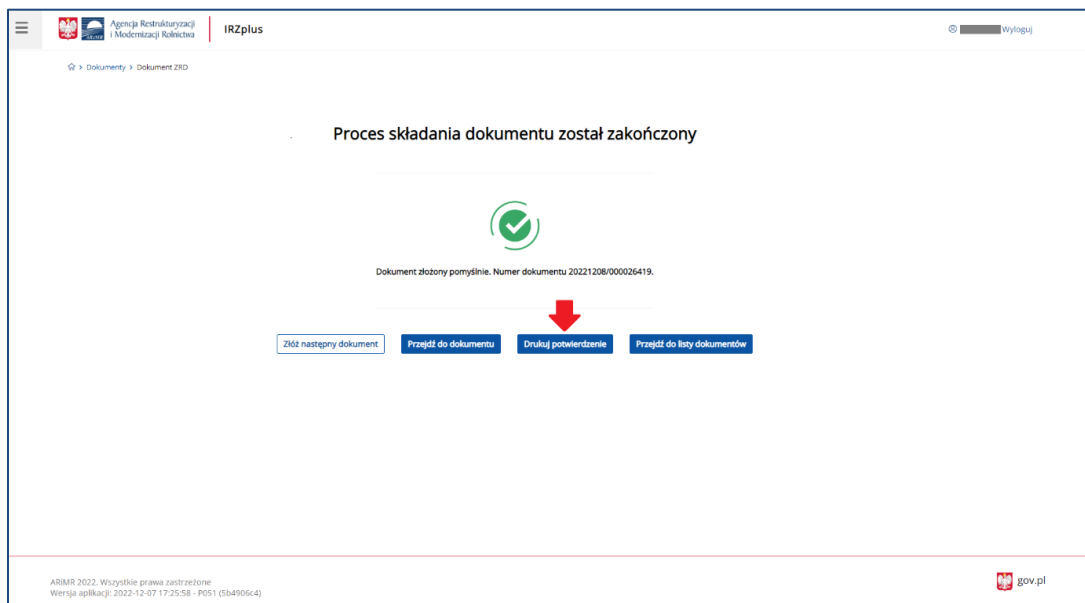 Agencja Restrukturyzacji
i Modernizacji Rolnictwa
IRZplus
Wyloguj
ARiMR
> Dokumenty > Dokument ZRD
Proces składania dokumentu został zakończony
Dokument złożony pomyślnie. Numer dokumentu 20221208/000026419.
Złóż następny dokument
Przejdź do dokumentu
Drukuj potwierdzenie
Przejdź do listy dokumentów
ARiMR 2022. Wszystkie prawa zastrzeżone
Wersja aplikacji: 2022-12-07 17:25:58 - P051 (5b4906c4)
gov.pl